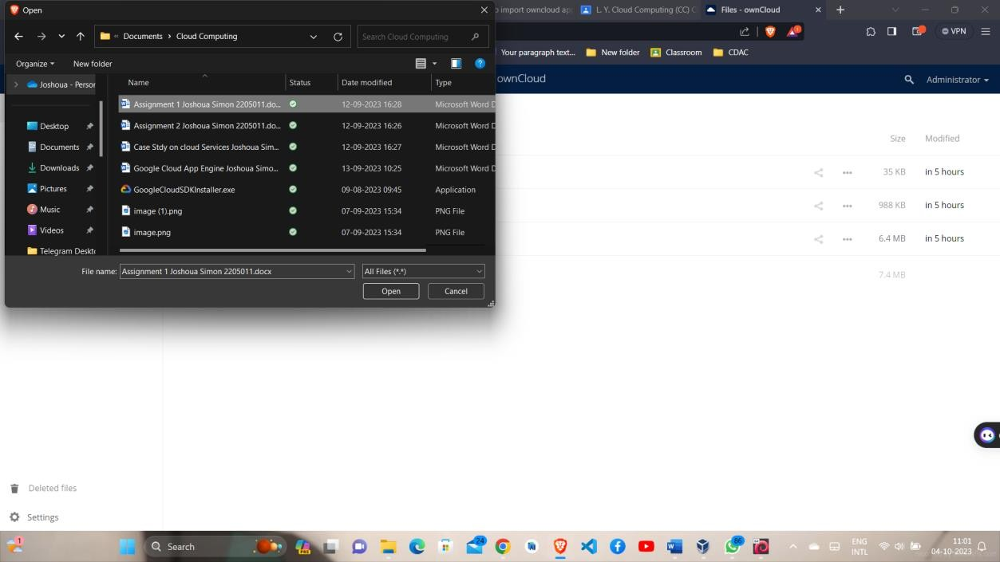 Open
o import owncloud ap
L. Y. Cloud Computing (CC) C
Files - ownCloud
Documents
Cloud Computing
Search Cloud Computing
1
VPN
Organize
New folder
Your paragraph text...
New folder
Classroom
CDAC
Joshoua - Person
Name
Status
Date modified
Type
ownCloud
Administrator
Desktop
Documents
Downloads
Pictures
Music
Videos
Telegram Deskto
Assignment 1 Joshoua Simon 2205011.do...
12-09-2023 16:28
Microsoft Word D
Assignment 2 Joshoua Simon 2205011.do...
12-09-2023 16:26
Microsoft Word D
Case Stdy on cloud Services Joshoua Sim...
12-09-2023 16:27
Microsoft Word D
Google Cloud App Engine Joshoua Simo...
13-09-2023 10:25
Microsoft Word D
GoogleCloudSDKInstaller.exe
09-08-2023 09:45
Application
image (1).png
07-09-2023 15:34
PNG File
image.png
07-09-2023 15:34
PNG File
Size
Modified
35 KB
in 5 hours
988 KB
in 5 hours
6.4 MB
in 5 hours
7.4 MB
File name:
Assignment 1 Joshoua Simon 2205011.docx
All Files (*.*)
Open
Cancel
Deleted files
Settings
1
Search
PRE
24
86
ENG
INTL
11:01
04-10-2023